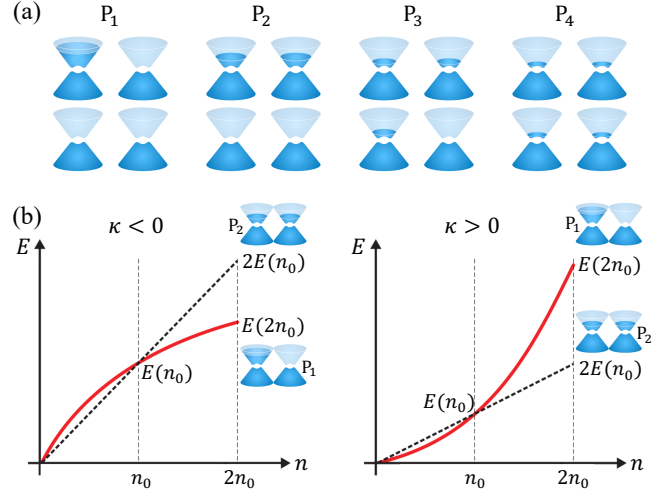 (a) P₁ P₂ P₃ P₄
(b)
E κ < 0 P₂
2E(n₀)
E(2n₀)
E(n₀) P₁
n₀ 2n₀ n
E κ > 0 P₁
E(2n₀)
P₂
E(n₀) 2E(n₀)
n₀ 2n₀ n